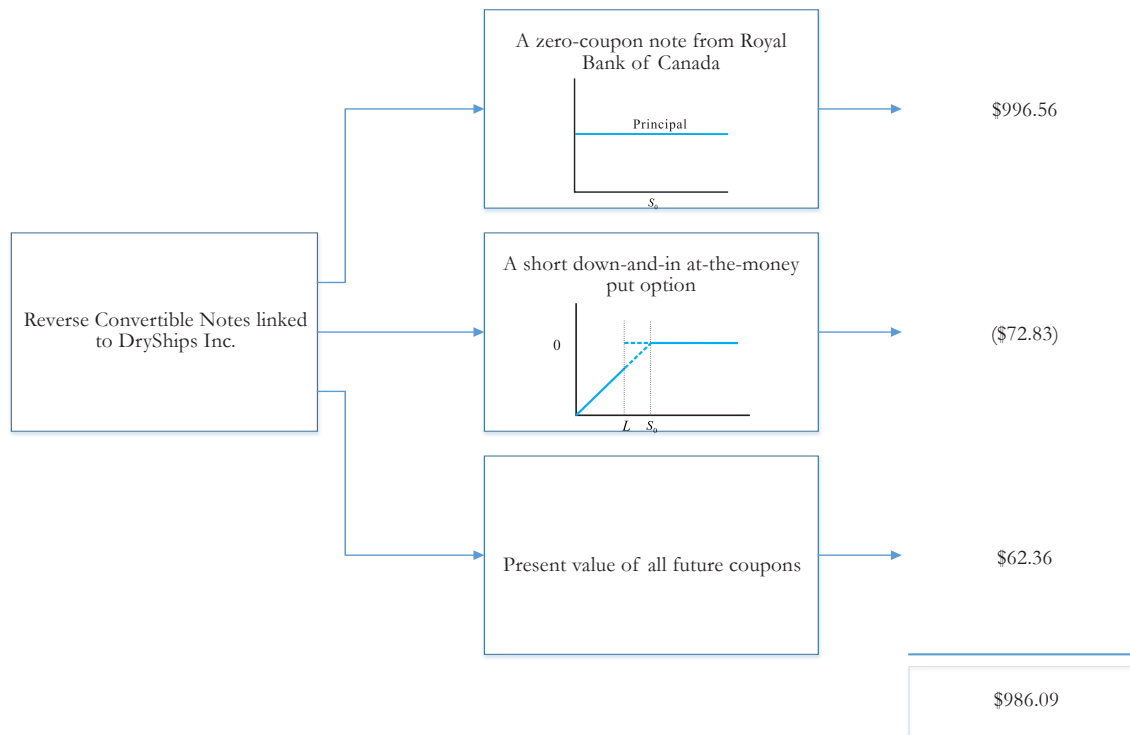 A zero-coupon note from Royal
Bank of Canada
Principal
S₀
$996.56
Reverse Convertible Notes linked
to DryShips Inc.
A short down-and-in at-the-money
put option
0
L S₀
($72.83)
Present value of all future coupons
$62.36
$986.09